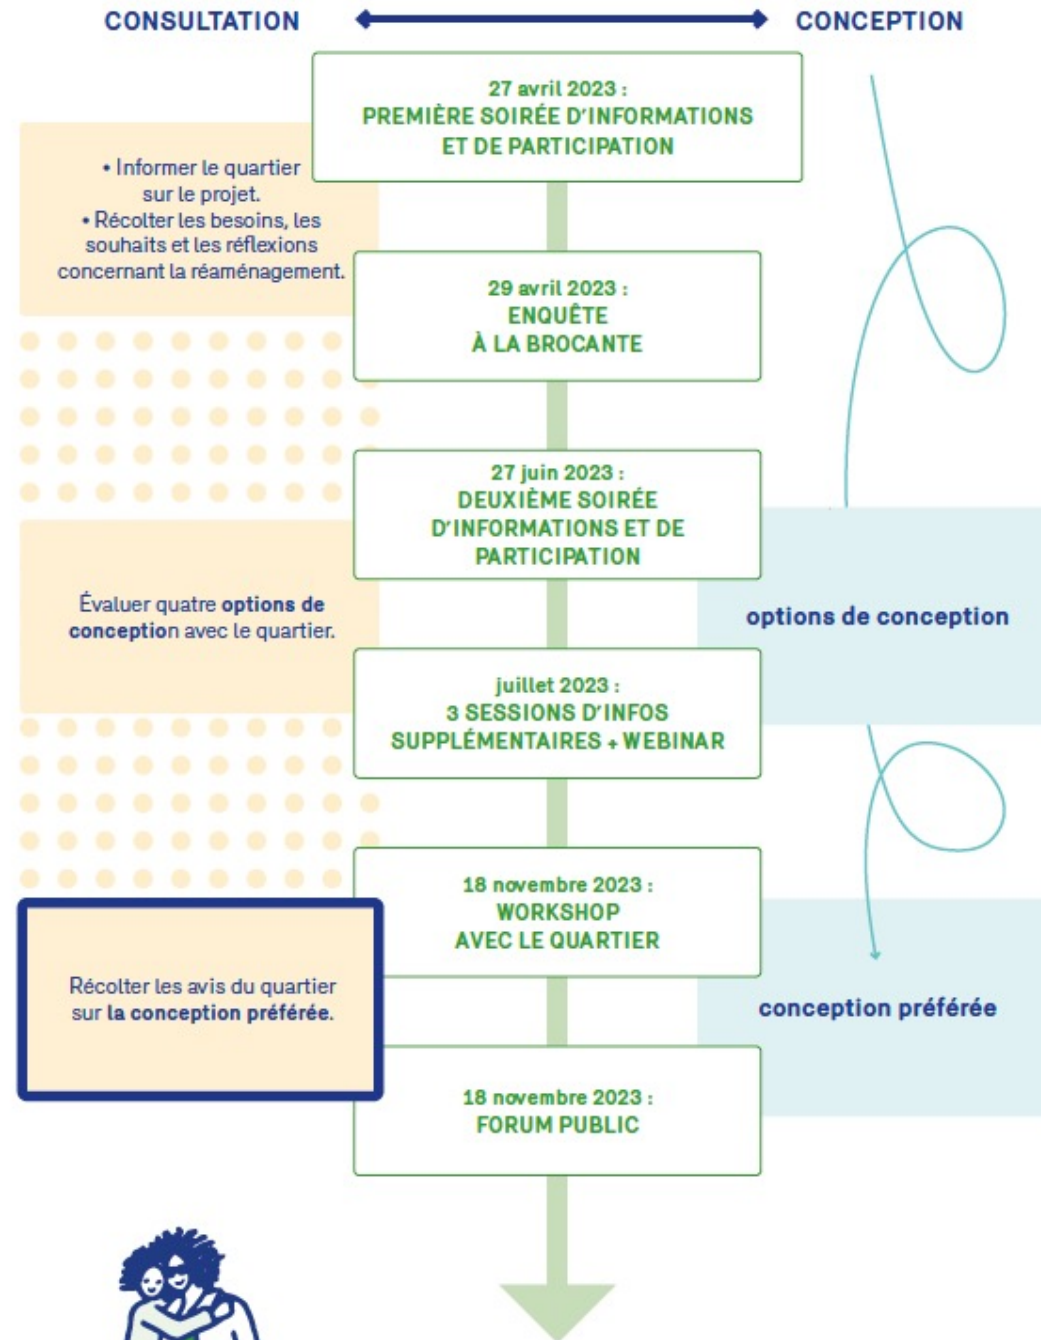 CONSULTATION
CONCEPTION
27 avril 2023 :
PREMIÈRE SOIRÉE D'INFORMATIONS
ET DE PARTICIPATION
• Informer le quartier
sur le projet.
• Récolter les besoins, les
souhaits et les réflexions
concernant la réaménagement.
29 avril 2023 :
ENQUÊTE
À LA BROCANTE
27 juin 2023 :
DEUXIÈME SOIRÉE
D'INFORMATIONS ET DE
PARTICIPATION
Évaluer quatre options de
conception avec le quartier.
options de conception
juillet 2023 :
3 SESSIONS D'INFOS
SUPPLÉMENTAIRES + WEBINAR
18 novembre 2023 :
WORKSHOP
AVEC LE QUARTIER
Récolter les avis du quartier
sur la conception préférée.
conception préférée
18 novembre 2023 :
FORUM PUBLIC